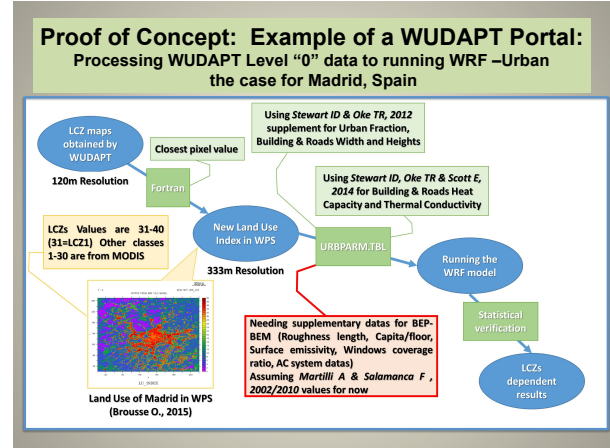 Proof of Concept:  Example of a WUDAPT Portal:
Processing WUDAPT Level “0” data to running WRF –Urban
the case for Madrid, Spain
LCZ maps
obtained by
WUDAPT
120m Resolution
Closest pixel value
Fortran
Using Stewart ID & Oke TR, 2012
supplement for Urban Fraction,
Building & Roads Width and Heights
Using Stewart ID, Oke TR & Scott E,
2014 for Building & Roads Heat
Capacity and Thermal Conductivity
LCZs Values are 31-40
(31=LCZ1) Other classes
1-30 are from MODIS
New Land Use
Index in WPS
333m Resolution
URBPARM.TBL
Running the
WRF model
Statistical
verification
LCZs
dependent
results
Needing supplementary datas for BEP-
BEM (Roughness length, Capita/floor,
Surface emissivity, Windows coverage
ratio, AC system datas)
Assuming Martilli A & Salamanca F ,
2002/2010 values for now
LU_INDEX
Land Use of Madrid in WPS
(Brousse O., 2015)